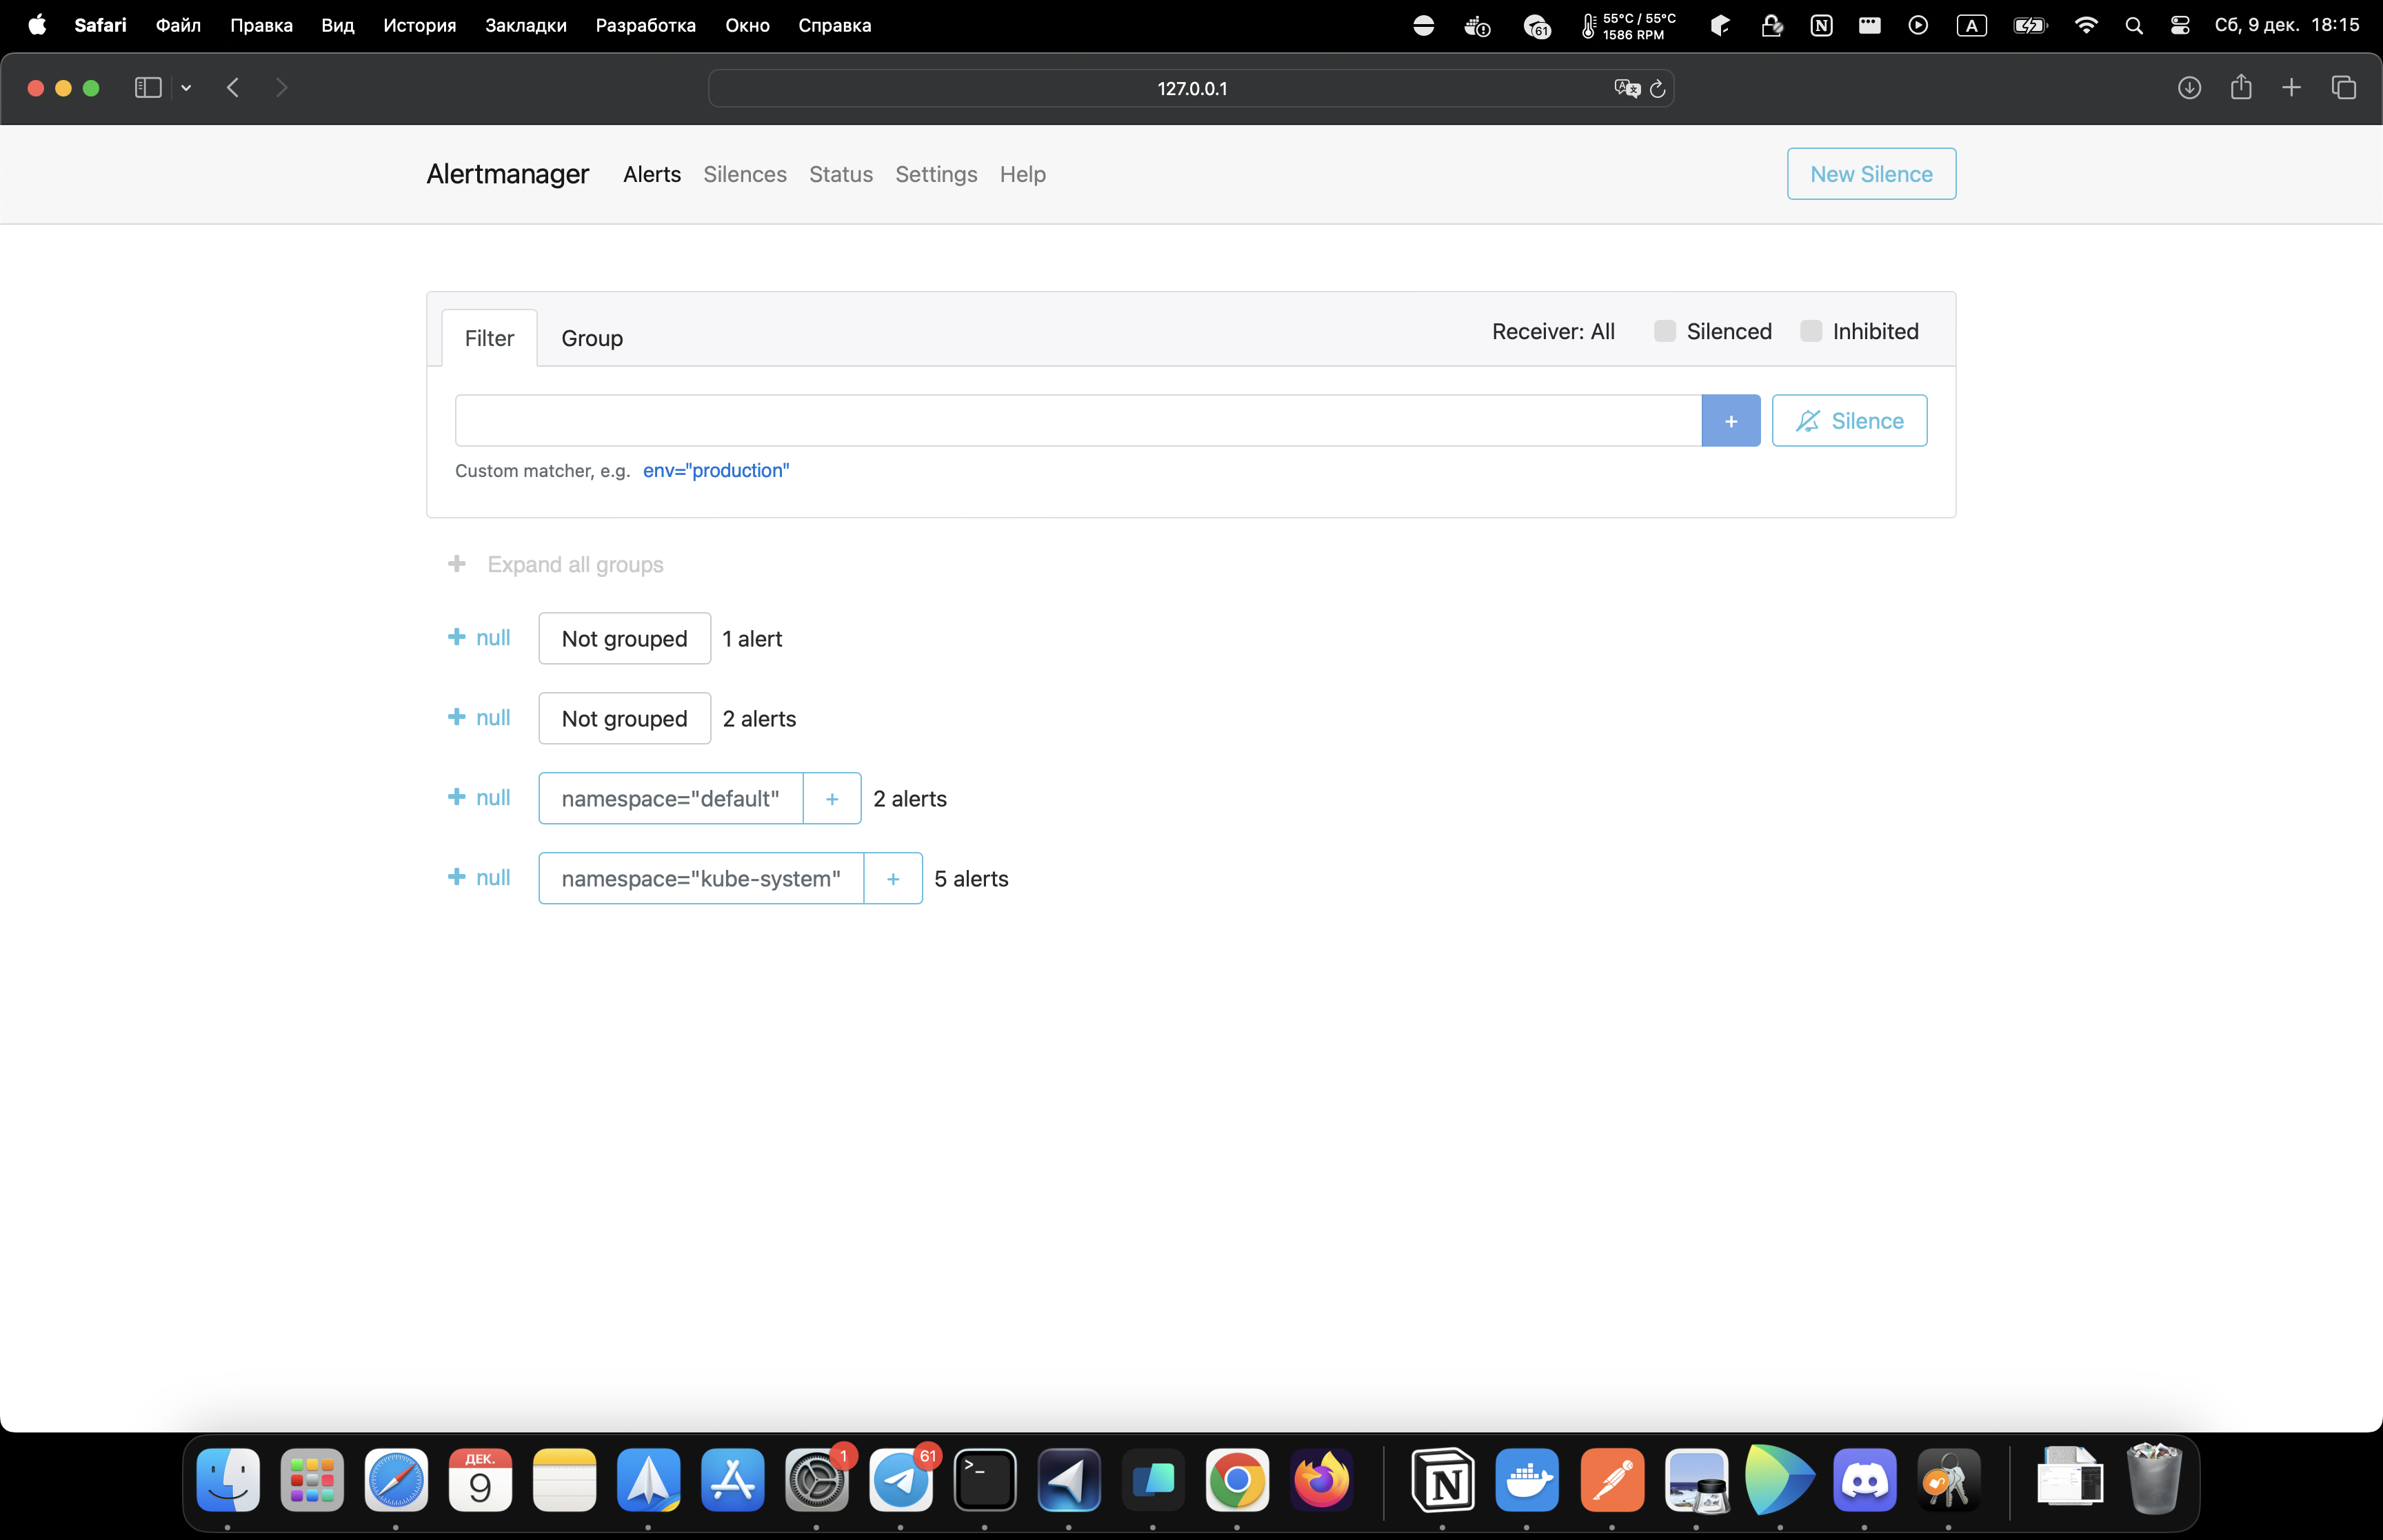 Safari Файл Правка Вид История Закладки Разработка Окно Справка 61 55°C / 55°C 1586 RPM A Сб, 9 дек. 18:15
127.0.0.1
Alertmanager Alerts Silences Status Settings Help New Silence
Filter Group Receiver: All Silenced Inhibited
+ Silence
Custom matcher, e.g. env="production"
+ Expand all groups
+ null Not grouped 1 alert
+ null Not grouped 2 alerts
+ null namespace="default" + 2 alerts
+ null namespace="kube-system" + 5 alerts
ДЕК. 1 61
9